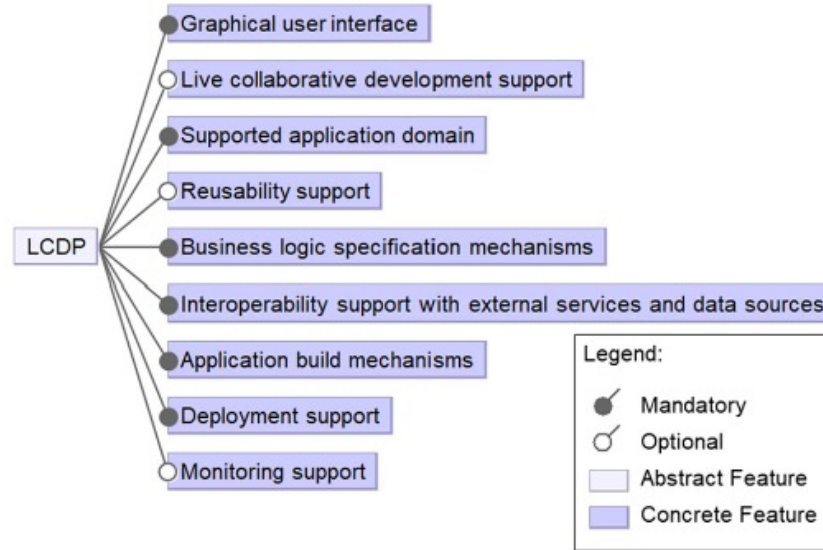 Graphical user interface
Live collaborative development support
Supported application domain
Reusability support
LCDP
Business logic specification mechanisms
Interoperability support with external services and data sources
Application build mechanisms
Deployment support
Monitoring support
Legend:
Mandatory
Optional
Abstract Feature
Concrete Feature